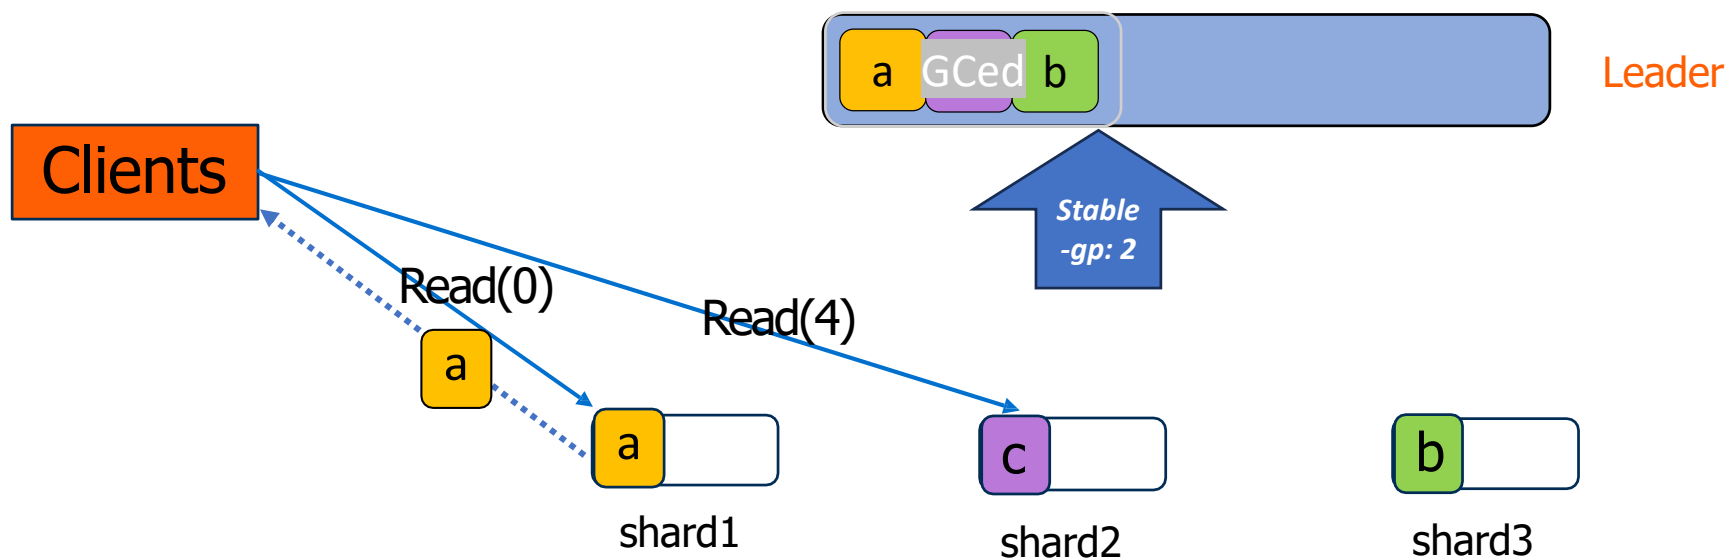 a
GCed
b
Leader
Clients
Stable
-gp: 2
Read(0)
Read(4)
a
a
c
b
shard1
shard2
shard3